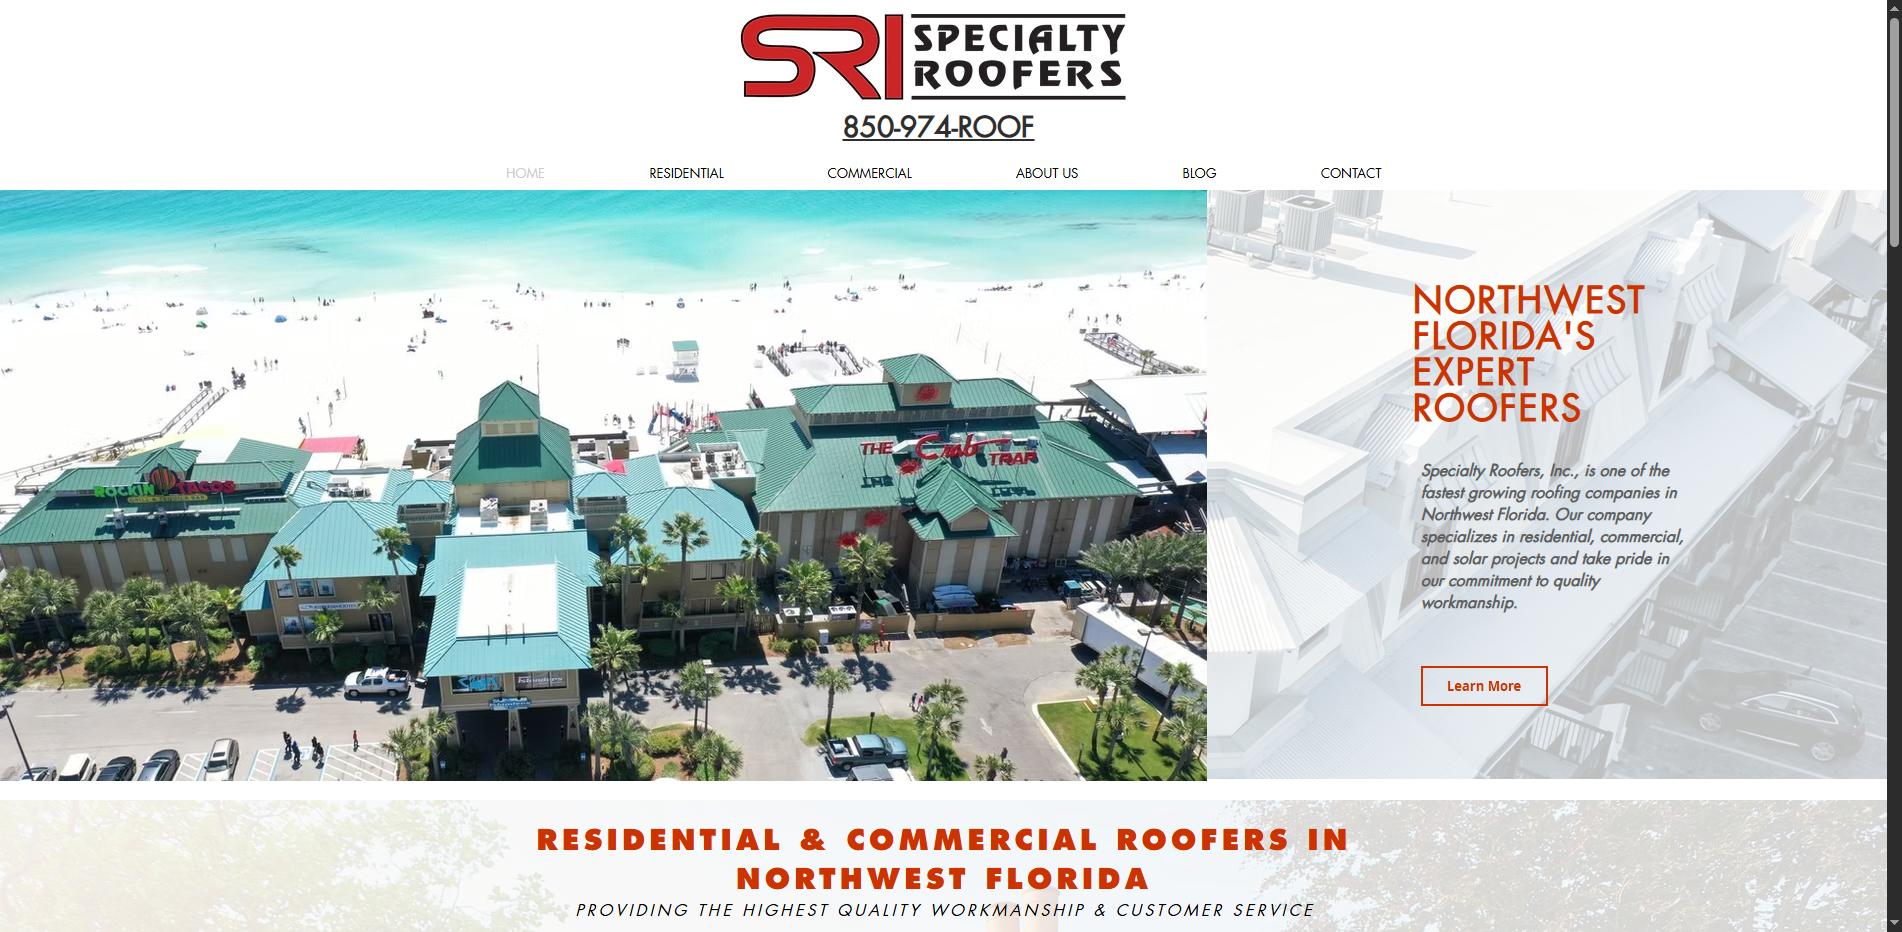 SRI SPECIALTY
ROOFERS
850-974-ROOF
HOME RESIDENTIAL COMMERCIAL ABOUT US BLOG CONTACT
ROCKIN TACOS
THE Crab TRAP
NORTHWEST
FLORIDA'S
EXPERT
ROOFERS
Specialty Roofers, Inc., is one of the
fastest growing roofing companies in
Northwest Florida. Our company
specializes in residential, commercial,
and solar projects and take pride in
our commitment to quality
workmanship.
Learn More
RESIDENTIAL & COMMERCIAL ROOFERS IN
NORTHWEST FLORIDA
PROVIDING THE HIGHEST QUALITY WORKMANSHIP & CUSTOMER SERVICE